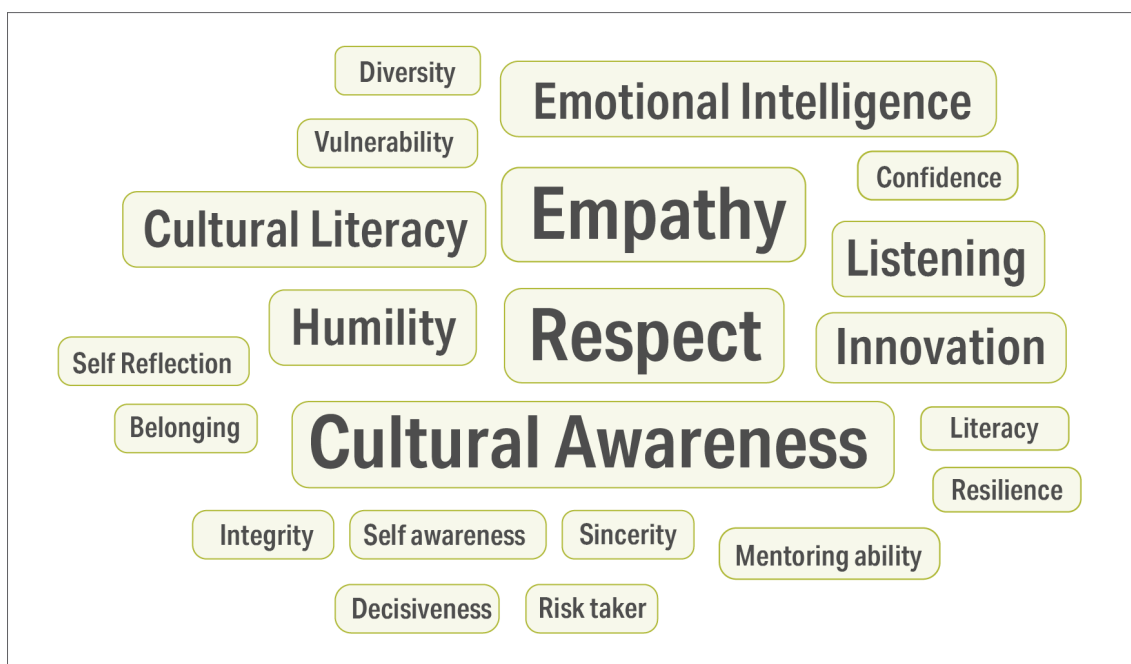 Diversity
Emotional Intelligence
Vulnerability
Confidence
Cultural Literacy
Empathy
Listening
Humility
Respect
Innovation
Self Reflection
Belonging
Cultural Awareness
Literacy
Resilience
Integrity
Self awareness
Sincerity
Mentoring ability
Decisiveness
Risk taker